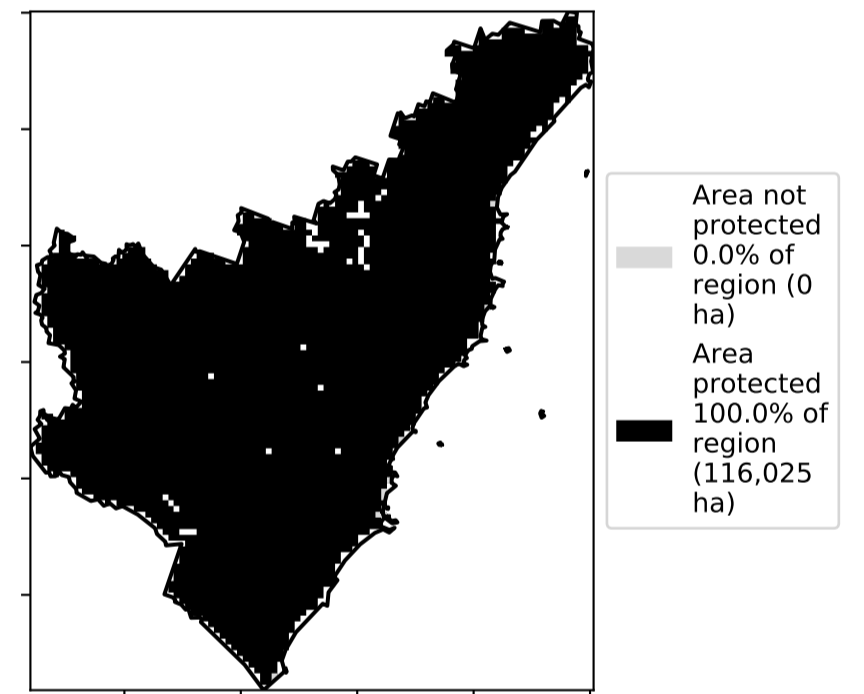 Area not
protected
0.0% of
region (0
ha)
Area
protected
100.0% of
region
(116,025
ha)